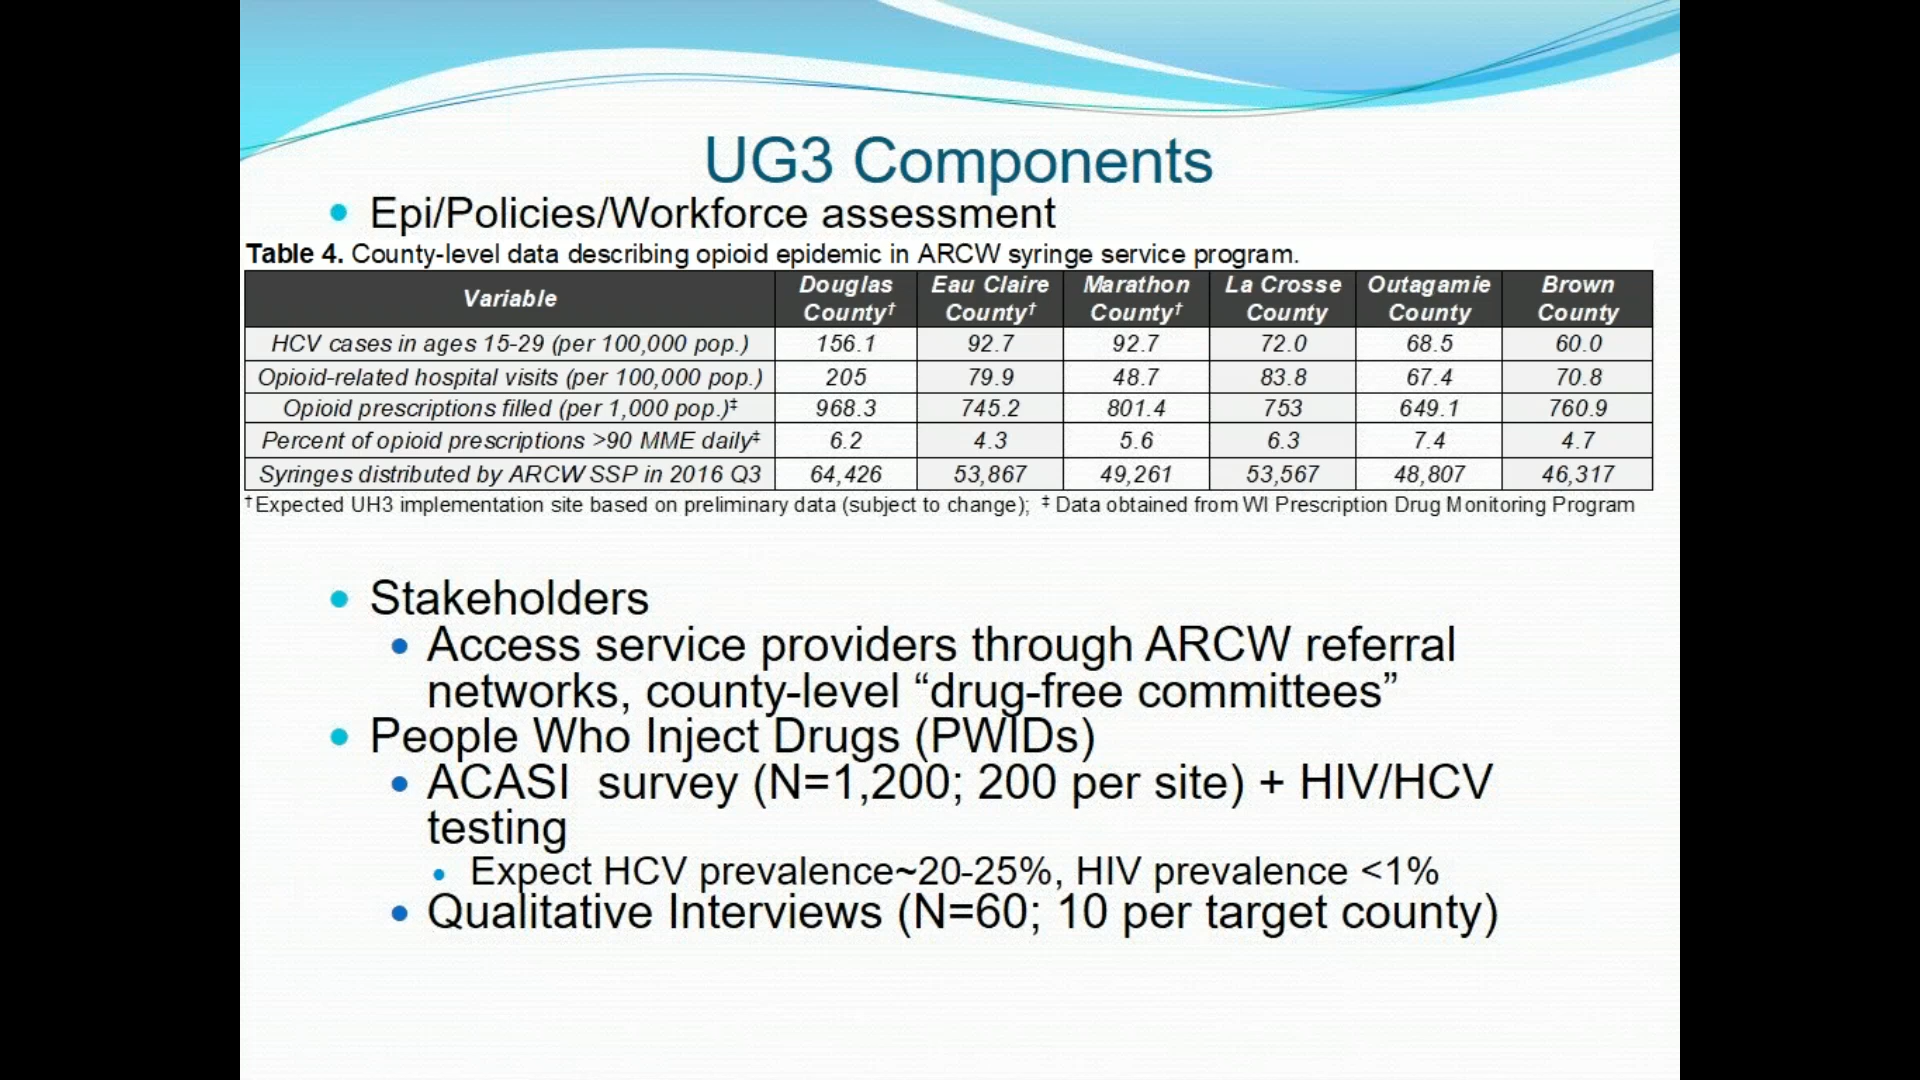 UG3 Components
• Epi/Policies/Workforce assessment
Table 4. County-level data describing opioid epidemic in ARCW syringe service program.
Variable Douglas County† Eau Claire County† Marathon County† La Crosse County Outagamie County Brown County
HCV cases in ages 15-29 (per 100,000 pop.) 156.1 92.7 92.7 72.0 68.5 60.0
Opioid-related hospital visits (per 100,000 pop.) 205 79.9 48.7 83.8 67.4 70.8
Opioid prescriptions filled (per 1,000 pop.)‡ 968.3 745.2 801.4 753 649.1 760.9
Percent of opioid prescriptions >90 MME daily‡ 6.2 4.3 5.6 6.3 7.4 4.7
Syringes distributed by ARCW SSP in 2016 Q3 64,426 53,867 49,261 53,567 48,807 46,317
†Expected UH3 implementation site based on preliminary data (subject to change); ‡ Data obtained from WI Prescription Drug Monitoring Program
• Stakeholders
• Access service providers through ARCW referral
networks, county-level “drug-free committees”
• People Who Inject Drugs (PWIDs)
• ACASI survey (N=1,200; 200 per site) + HIV/HCV
testing
• Expect HCV prevalence~20-25%, HIV prevalence <1%
• Qualitative Interviews (N=60; 10 per target county)